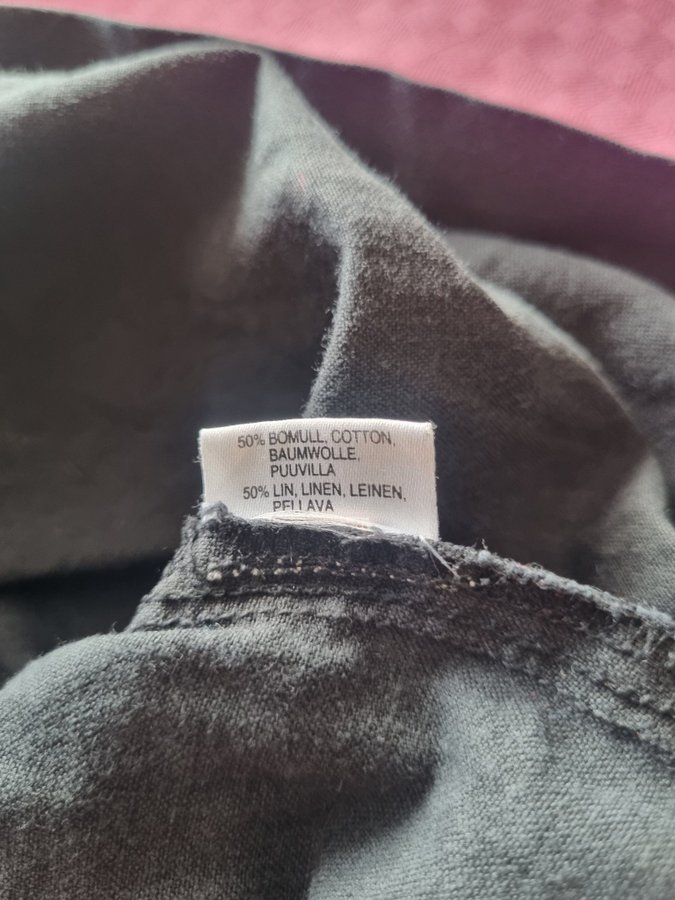 50% BOMULL, COTTON,
BAUMWOLLE,
PUUVILLA
50% LIN, LINEN, LEINEN,
PELLAVA